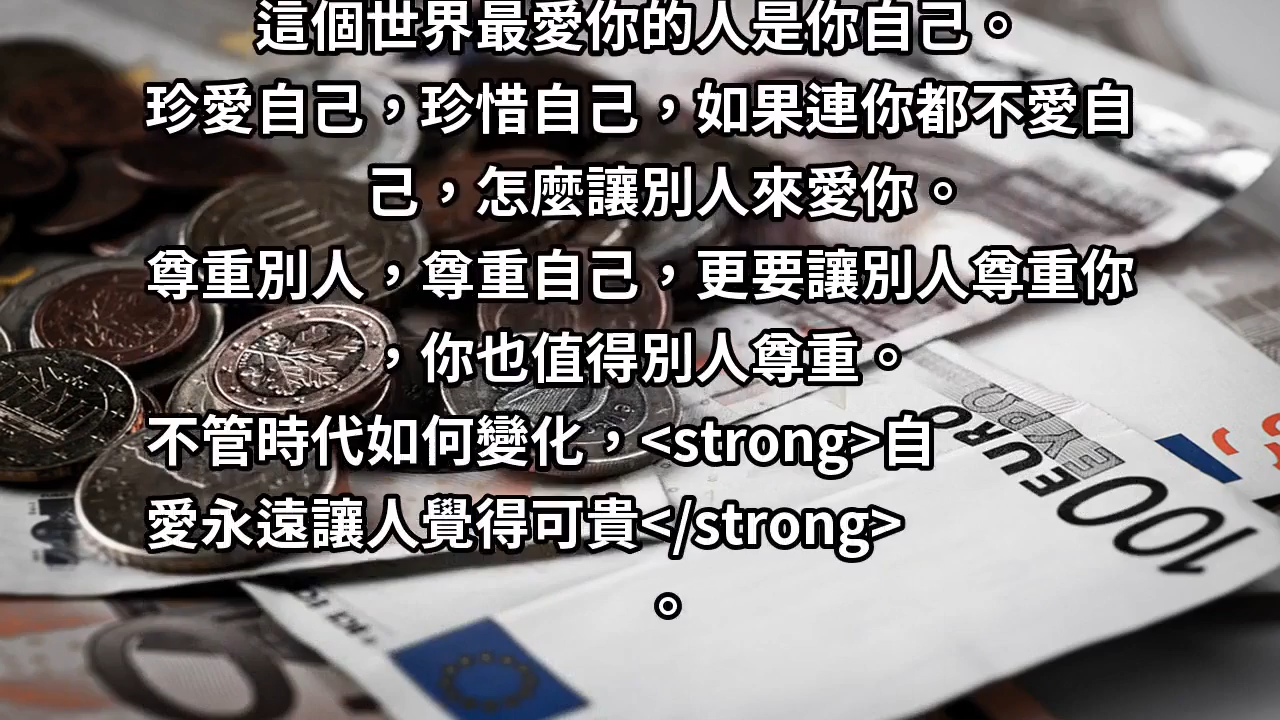 這個世界最愛你的人是你自己。
珍愛自己，珍惜自己，如果連你都不愛自
己，怎麼讓別人來愛你。
尊重別人，尊重自己，更要讓別人尊重你
，你也值得別人尊重。
不管時代如何變化，<strong>自
愛永遠讓人覺得可貴</strong>
。
100
EURO
ΕΥΡΩ